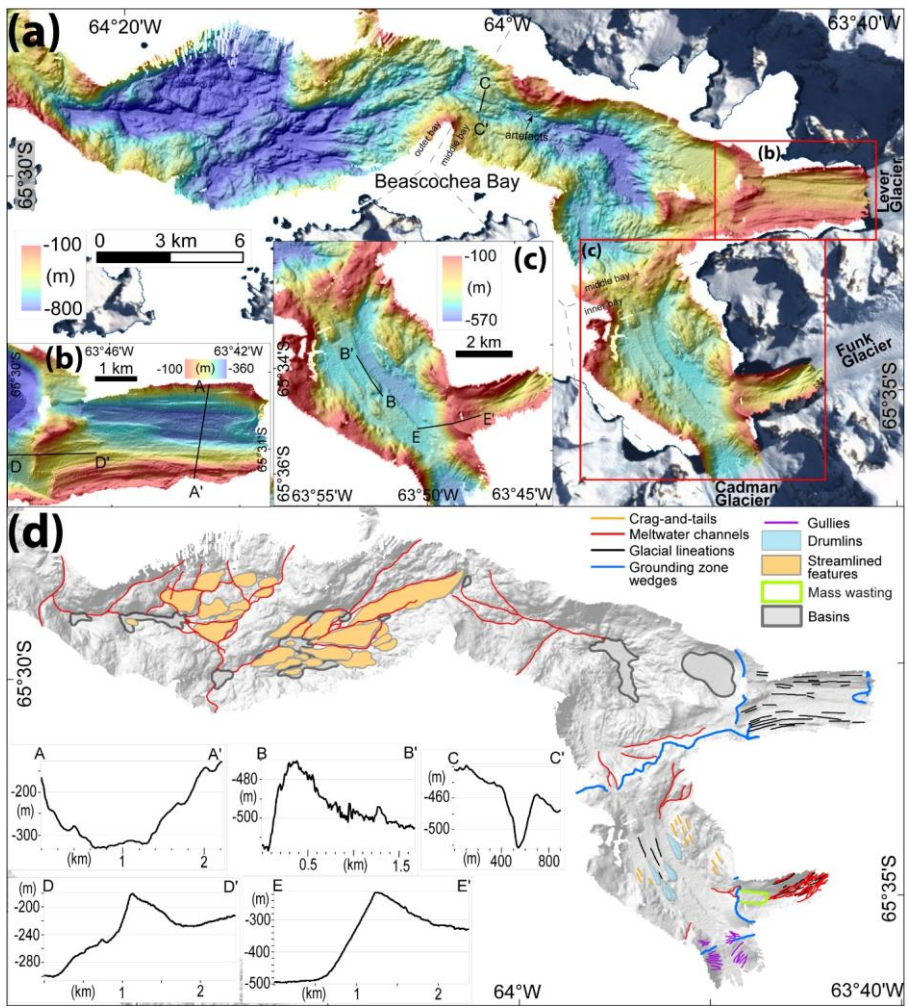 (a)
64°20'W
64°W
63°40'W
C
C'
artefacts
outer bay
middle bay
65°30'S
Beascochea Bay
(b)
Lever Glacier
0 3 km 6
-100
(m)
-800
(c)
-100
(m)
-570
2 km
(c)
middle bay
inner bay
Funk
Glacier
65°35'S
Cadman
Glacier
(b)
63°46'W
63°42'W
1 km
-100 (m) -360
65°30'S
A
65°31'S
D
D'
A'
65°34'S
65°36'S
B'
B
E
E'
63°55'W
63°50'W
63°45'W
(d)
Crag-and-tails
Meltwater channels
Glacial lineations
Grounding zone
wedges
Gullies
Drumlins
Streamlined
features
Mass wasting
Basins
65°30'S
65°35'S
A
A'
-200
(m)
-300
(km)
1
2
B
B'
-480
(m)
-500
0.5
(km)
1
1.5
C
C'
(m)
-460
-500
(m)
400
800
D
D'
(m)
-200
-240
-280
1
(km)
2
E
E'
(m)
-300
-400
-500
1
(km)
2
64°W
63°40'W